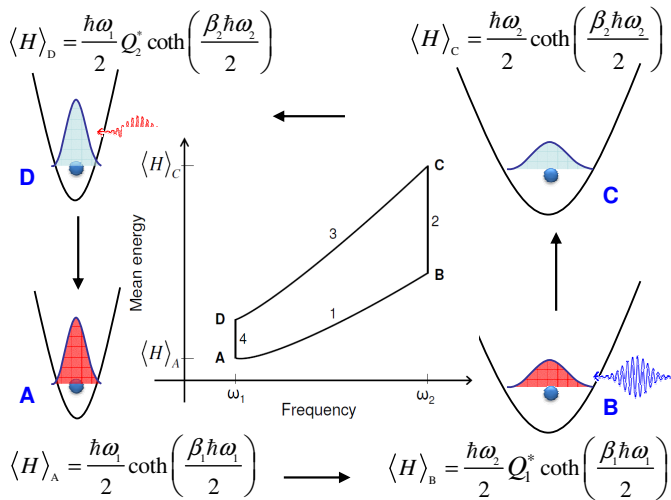 ⟨H⟩_D = ħω₁/2 Q₂* coth(β₂ħω₂/2)
⟨H⟩_C = ħω₂/2 coth(β₂ħω₂/2)
D
C
⟨H⟩_C
C
3
2
Mean energy
B
D
1
4
⟨H⟩_A
A
ω₁
ω₂
Frequency
A
B
⟨H⟩_A = ħω₁/2 coth(β₁ħω₁/2)
⟨H⟩_B = ħω₂/2 Q₁* coth(β₁ħω₁/2)